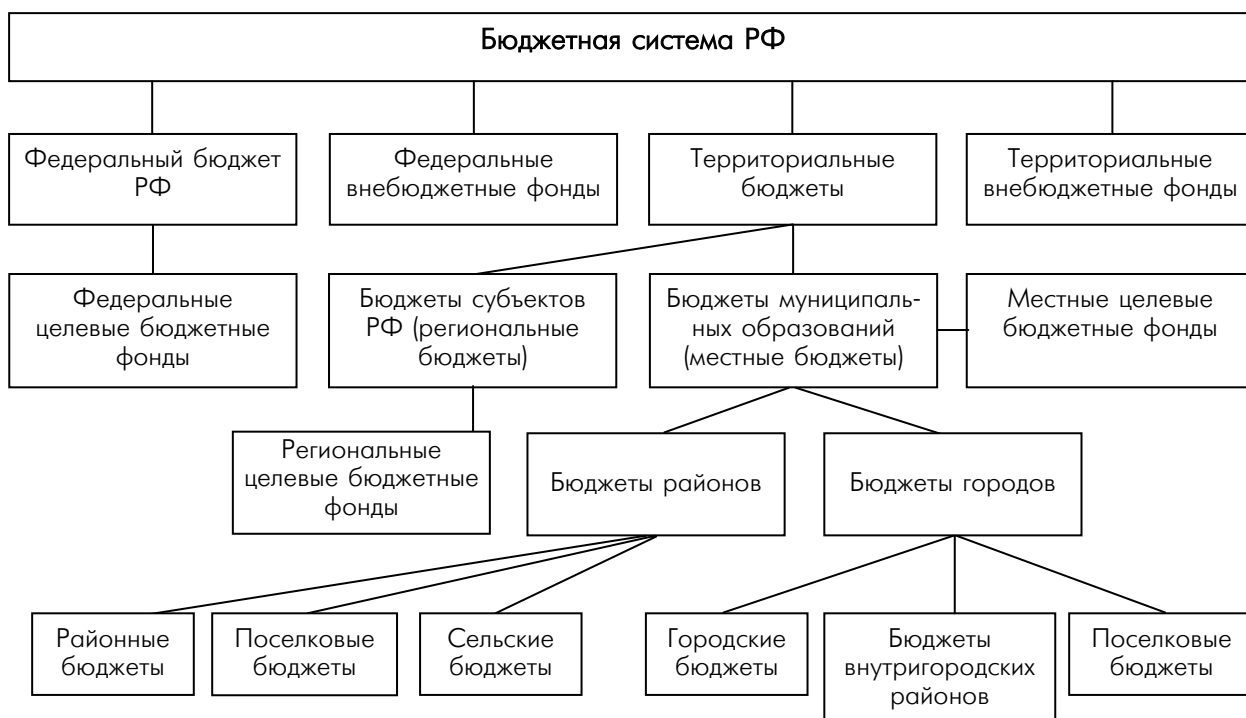 Бюджетная система РФ
Федеральный бюджет
РФ
Федеральные
внебюджетные фонды
Территориальные
бюджеты
Территориальные
внебюджетные фонды
Федеральные
целевые бюджетные
фонды
Бюджеты субъектов
РФ (региональные
бюджеты)
Бюджеты муниципаль-
ных образований
(местные бюджеты)
Местные целевые
бюджетные фонды
Региональные
целевые бюджетные
фонды
Бюджеты районов
Бюджеты городов
Районные
бюджеты
Поселковые
бюджеты
Сельские
бюджеты
Городские
бюджеты
Бюджеты
внутригородских
районов
Поселковые
бюджеты